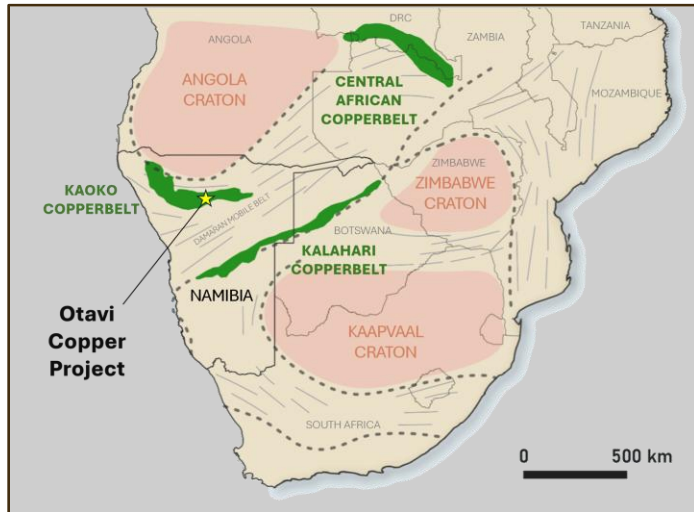 DRC
TANZANIA
ANGOLA
ZAMBIA
ANGOLA
CRATON
CENTRAL
AFRICAN
COPPERBELT
MOZAMBIQUE
ZIMBABWE
ZIMBABWE
CRATON
KAOKO
COPPERBELT
DAMARAN MOBILE BELT
BOTSWANA
KALAHARI
COPPERBELT
NAMIBIA
Otavi
Copper
Project
KAAPVAAL
CRATON
SOUTH AFRICA
0 500 km